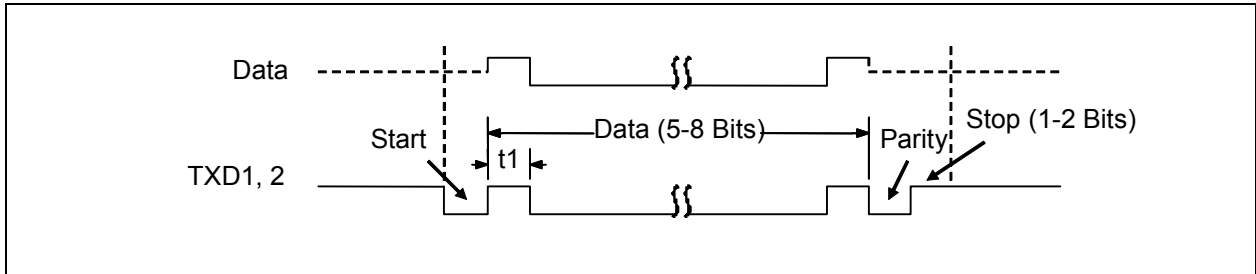 Data
Data (5-8 Bits)
Stop (1-2 Bits)
Start
Parity
t1
TXD1, 2